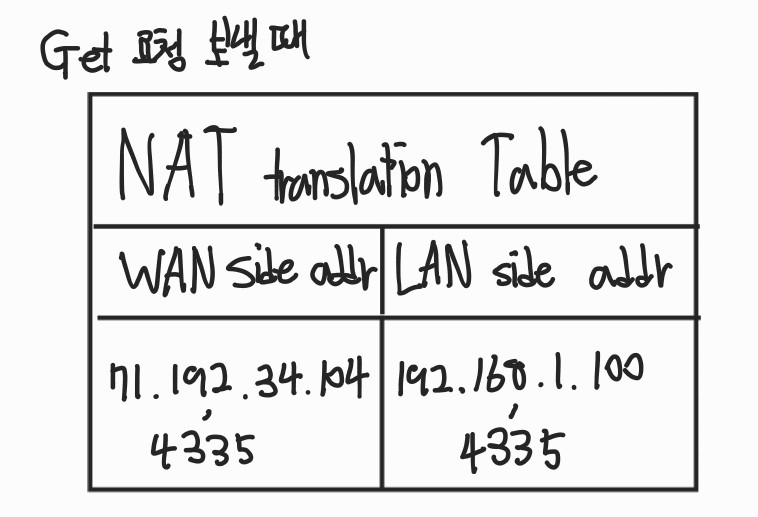 Get 요청 보낼때
NAT translation Table
WAN side addr LAN side addr
71.192.34.104 192.168.1.100
, ,
4335 4335